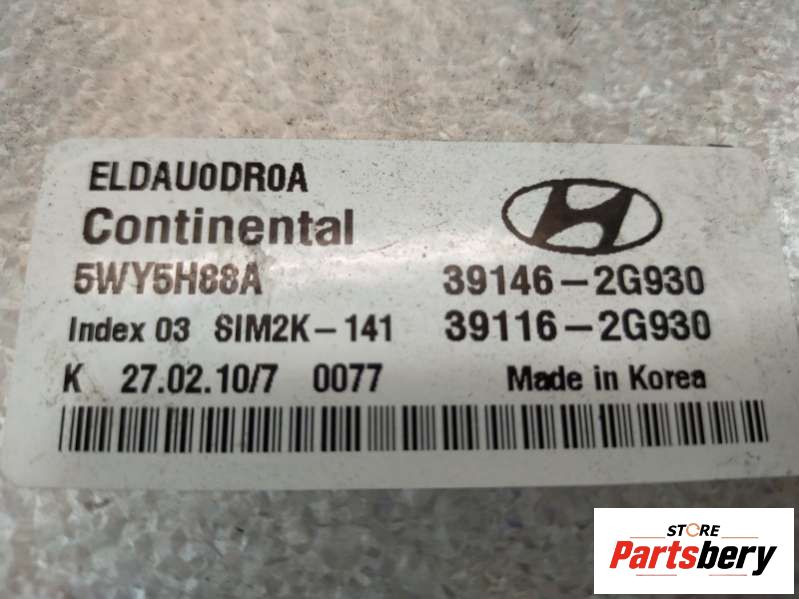 ELDAU0DR0A
Continental
5WY5H88A 39146-2G930
Index 03 SIM2K-141 39116-2G930
K 27.02.10/7 0077 Made in Korea
STORE
Partsbery